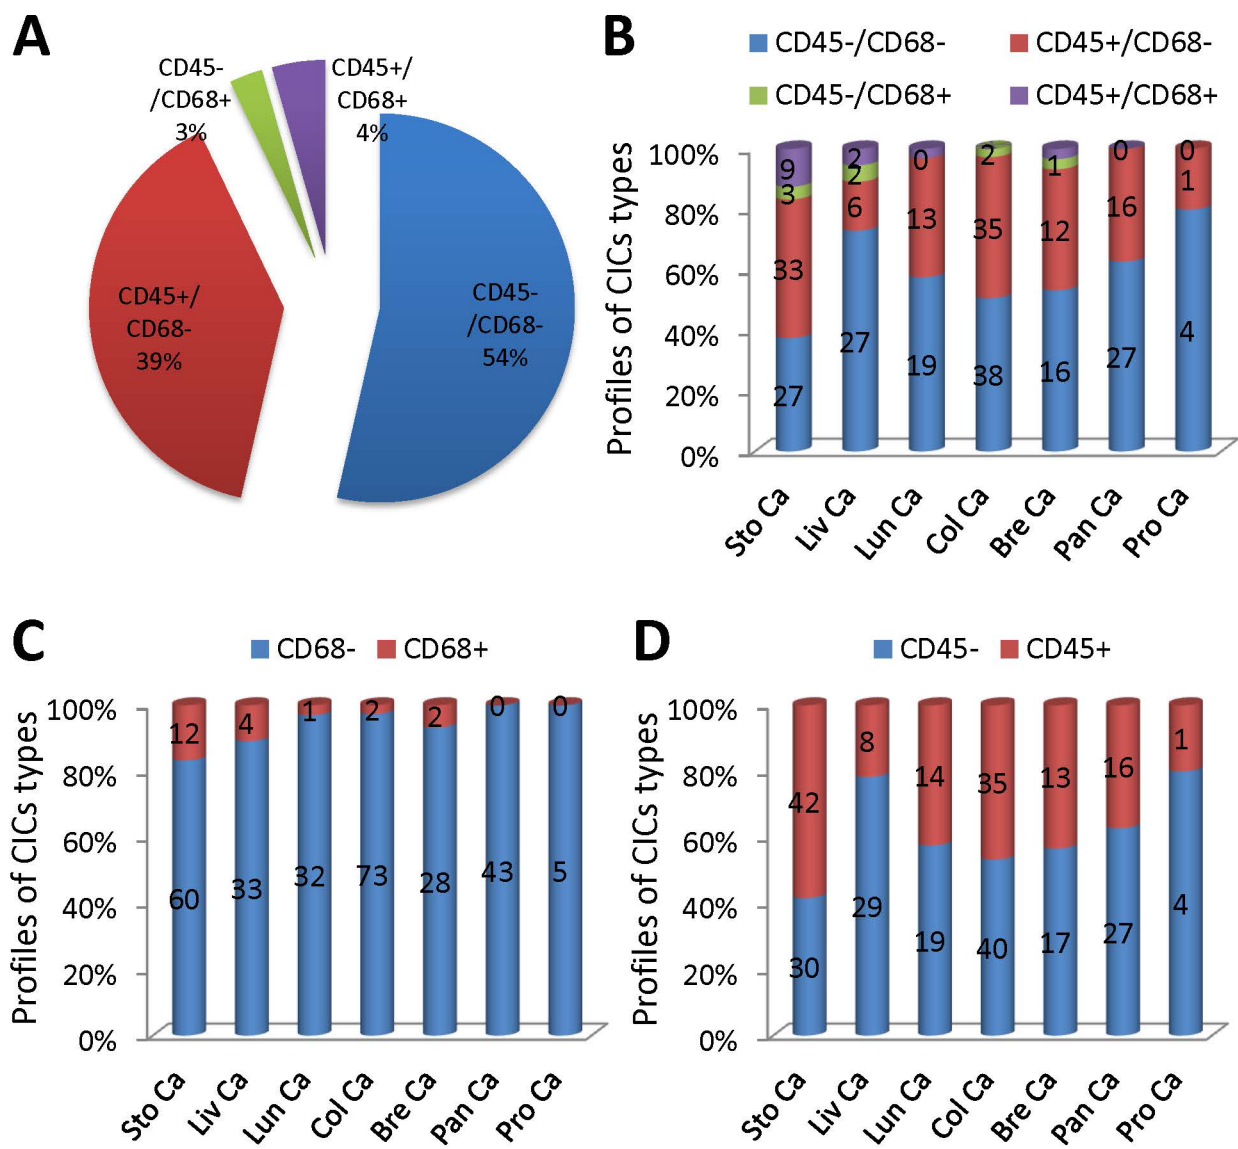 A
CD45-
/CD68+
3%
CD45+/
CD68+
4%
CD45+/
CD68-
39%
CD45-
/CD68-
54%
B
CD45-/CD68-
CD45+/CD68-
CD45-/CD68+
CD45+/CD68+
Profiles of CICs types
100%
80%
60%
40%
20%
0%
9
3
33
27
2
2
6
27
0
13
19
2
35
38
1
12
16
0
16
27
0
1
4
Sto Ca
Liv Ca
Lun Ca
Col Ca
Bre Ca
Pan Ca
Pro Ca
C
CD68-
CD68+
Profiles of CICs types
100%
80%
60%
40%
20%
0%
12
60
4
33
1
32
2
73
2
28
0
43
0
5
Sto Ca
Liv Ca
Lun Ca
Col Ca
Bre Ca
Pan Ca
Pro Ca
D
CD45-
CD45+
Profiles of CICs types
100%
80%
60%
40%
20%
0%
42
30
8
29
14
19
35
40
13
17
16
27
1
4
Sto Ca
Liv Ca
Lun Ca
Col Ca
Bre Ca
Pan Ca
Pro Ca